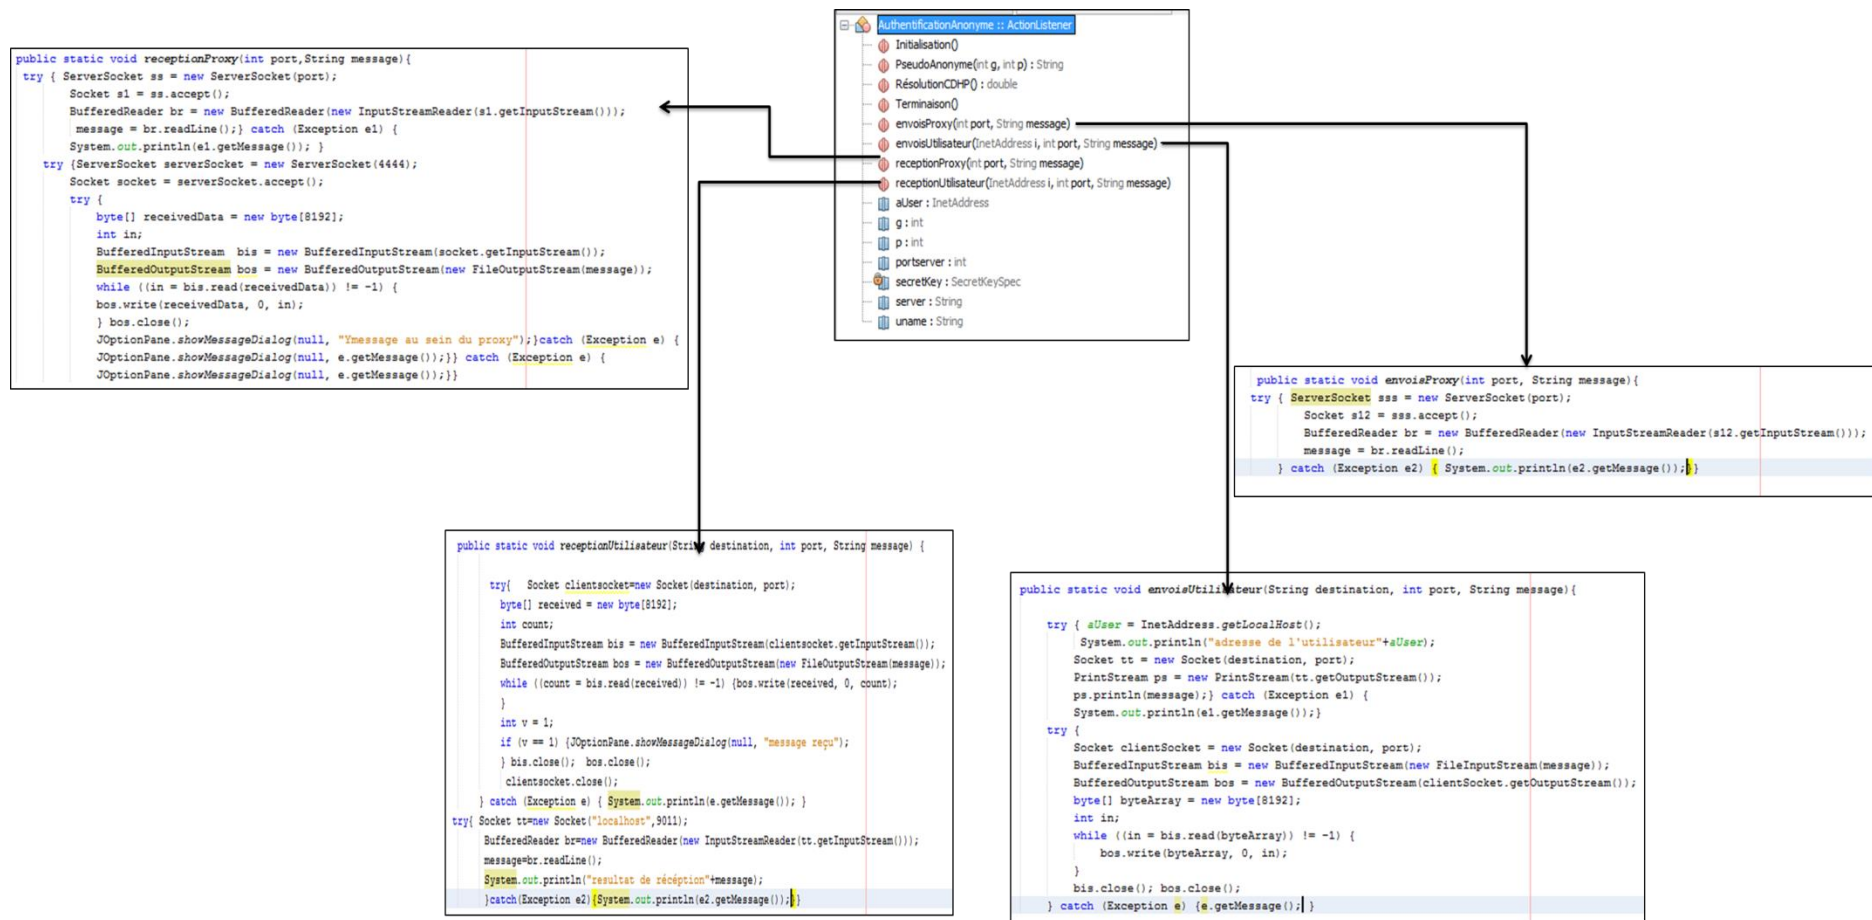 AuthentificationAnonyme :: ActionListener
Initialisation()
PseudoAnonyme(int g, int p) : String
RésolutionCDHP() : double
Terminaison()
envoisProxy(int port, String message)
envoisUtilisateur(InetAddress i, int port, String message)
receptionProxy(int port, String message)
receptionUtilisateur(InetAddress i, int port, String message)
aUser : InetAddress
g : int
p : int
portserver : int
secretKey : SecretKeySpec
server : String
uname : String
public static void receptionProxy(int port,String message){
try { ServerSocket ss = new ServerSocket(port);
Socket s1 = ss.accept();
BufferedReader br = new BufferedReader(new InputStreamReader(s1.getInputStream()));
message = br.readLine();} catch (Exception e1) {
System.out.println(e1.getMessage()); }
try {ServerSocket serverSocket = new ServerSocket(4444);
Socket socket = serverSocket.accept();
try {
byte[] receivedData = new byte[8192];
int in;
BufferedInputStream bis = new BufferedInputStream(socket.getInputStream());
BufferedOutputStream bos = new BufferedOutputStream(new FileOutputStream(message));
while ((in = bis.read(receivedData)) != -1) {
bos.write(receivedData, 0, in);
} bos.close();
JOptionPane.showMessageDialog(null, "Ymessage au sein du proxy");}catch (Exception e) {
JOptionPane.showMessageDialog(null, e.getMessage());}} catch (Exception e) {
JOptionPane.showMessageDialog(null, e.getMessage());}}
public static void envoisProxy(int port, String message){
try { ServerSocket sss = new ServerSocket(port);
Socket s12 = sss.accept();
BufferedReader br = new BufferedReader(new InputStreamReader(s12.getInputStream()));
message = br.readLine();
} catch (Exception e2) { System.out.println(e2.getMessage());}}
public static void receptionUtilisateur(String destination, int port, String message) {
try{ Socket clientsocket=new Socket(destination, port);
byte[] received = new byte[8192];
int count;
BufferedInputStream bis = new BufferedInputStream(clientsocket.getInputStream());
BufferedOutputStream bos = new BufferedOutputStream(new FileOutputStream(message));
while ((count = bis.read(received)) != -1) {bos.write(received, 0, count);
}
int v = 1;
if (v == 1) {JOptionPane.showMessageDialog(null, "message reçu");
} bis.close(); bos.close();
clientsocket.close();
} catch (Exception e) { System.out.println(e.getMessage()); }
try{ Socket tt=new Socket("localhost",9011);
BufferedReader br=new BufferedReader(new InputStreamReader(tt.getInputStream()));
message=br.readLine();
System.out.println("resultat de récéption"+message);
}catch(Exception e2){System.out.println(e2.getMessage());}}
public static void envoisUtilisateur(String destination, int port, String message){
try { aUser = InetAddress.getLocalHost();
System.out.println("adresse de l'utilisateur"+aUser);
Socket tt = new Socket(destination, port);
PrintStream ps = new PrintStream(tt.getOutputStream());
ps.println(message);} catch (Exception e1) {
System.out.println(e1.getMessage());}
try {
Socket clientSocket = new Socket(destination, port);
BufferedInputStream bis = new BufferedInputStream(new FileInputStream(message));
BufferedOutputStream bos = new BufferedOutputStream(clientSocket.getOutputStream());
byte[] byteArray = new byte[8192];
int in;
while ((in = bis.read(byteArray)) != -1) {
bos.write(byteArray, 0, in);
}
bis.close(); bos.close();
} catch (Exception e) {e.getMessage(); }